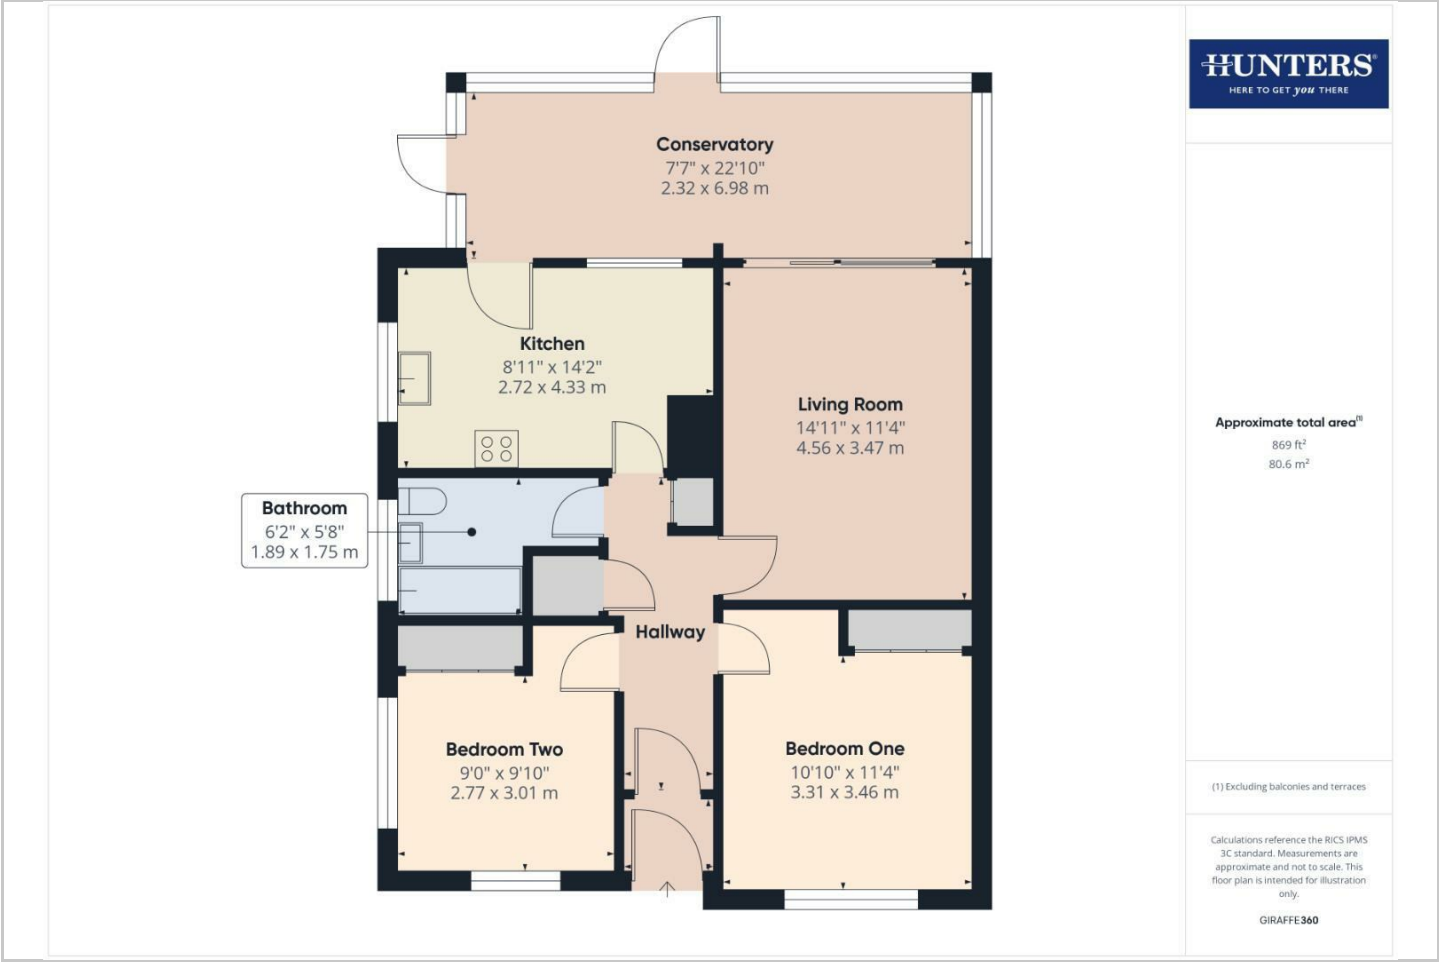 HUNTERS®
HERE TO GET you THERE
Conservatory
7'7" x 22'10"
2.32 x 6.98 m
Kitchen
8'11" x 14'2"
2.72 x 4.33 m
Living Room
14'11" x 11'4"
4.56 x 3.47 m
Bathroom
6'2" x 5'8"
1.89 x 1.75 m
Hallway
Bedroom Two
9'0" x 9'10"
2.77 x 3.01 m
Bedroom One
10'10" x 11'4"
3.31 x 3.46 m
Approximate total area(1)
869 ft²
80.6 m²
(1) Excluding balconies and terraces
Calculations reference the RICS IPMS
3C standard. Measurements are
approximate and not to scale. This
floor plan is intended for illustration
only.
GIRAFFE360